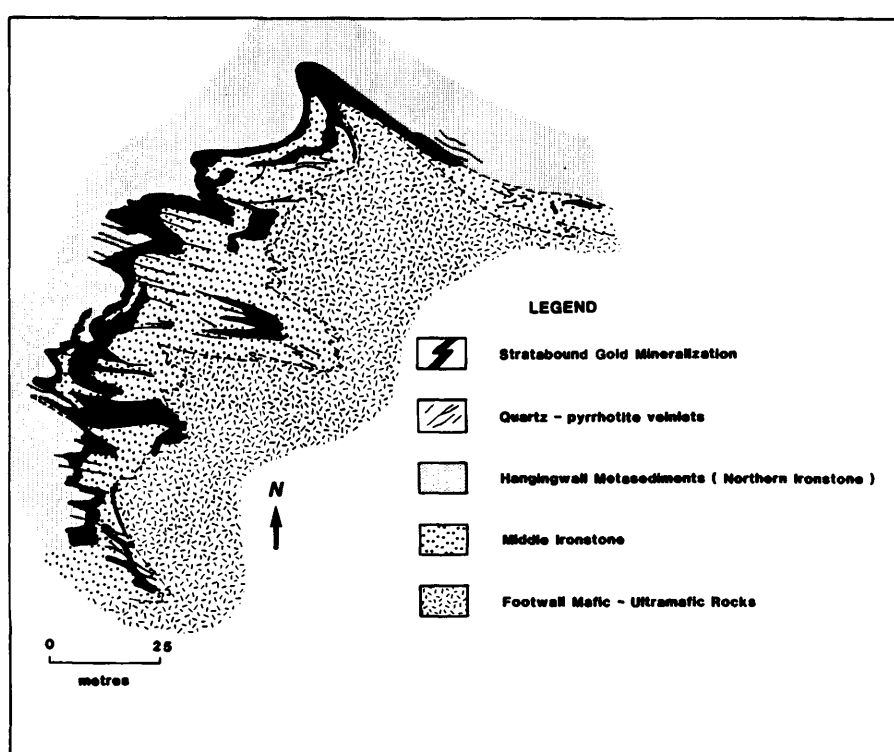 LEGEND
Stratabound Gold Mineralization
Quartz - pyrrhotite veinlets
Hangingwall Metasediments ( Northern Ironstone )
N
Middle Ironstone
Footwall Mafic - Ultramafic Rocks
0 25
metres